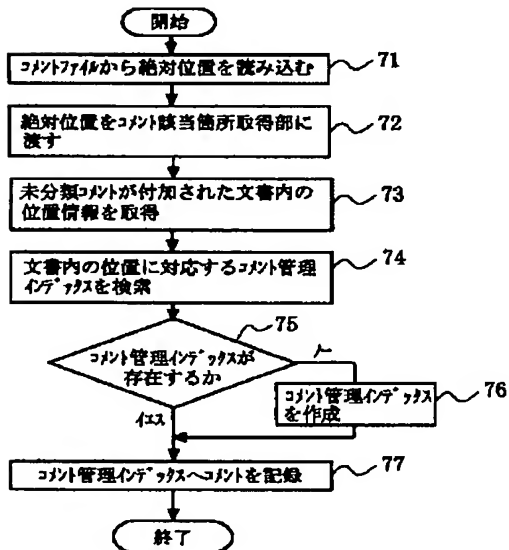 開始
コメントファイルから絶対位置を読み込む
71
絶対位置をコメント該当箇所取得部に
渡す
72
未分類コメントが付加された文書内の
位置情報を取得
73
文書内の位置に対応するコメント管理
インデックスを検索
74
75
コメント管理インデックスが
存在するか
ノー
イエス
コメント管理インデックス
を作成
76
コメント管理インデックスへコメントを記録
77
終了